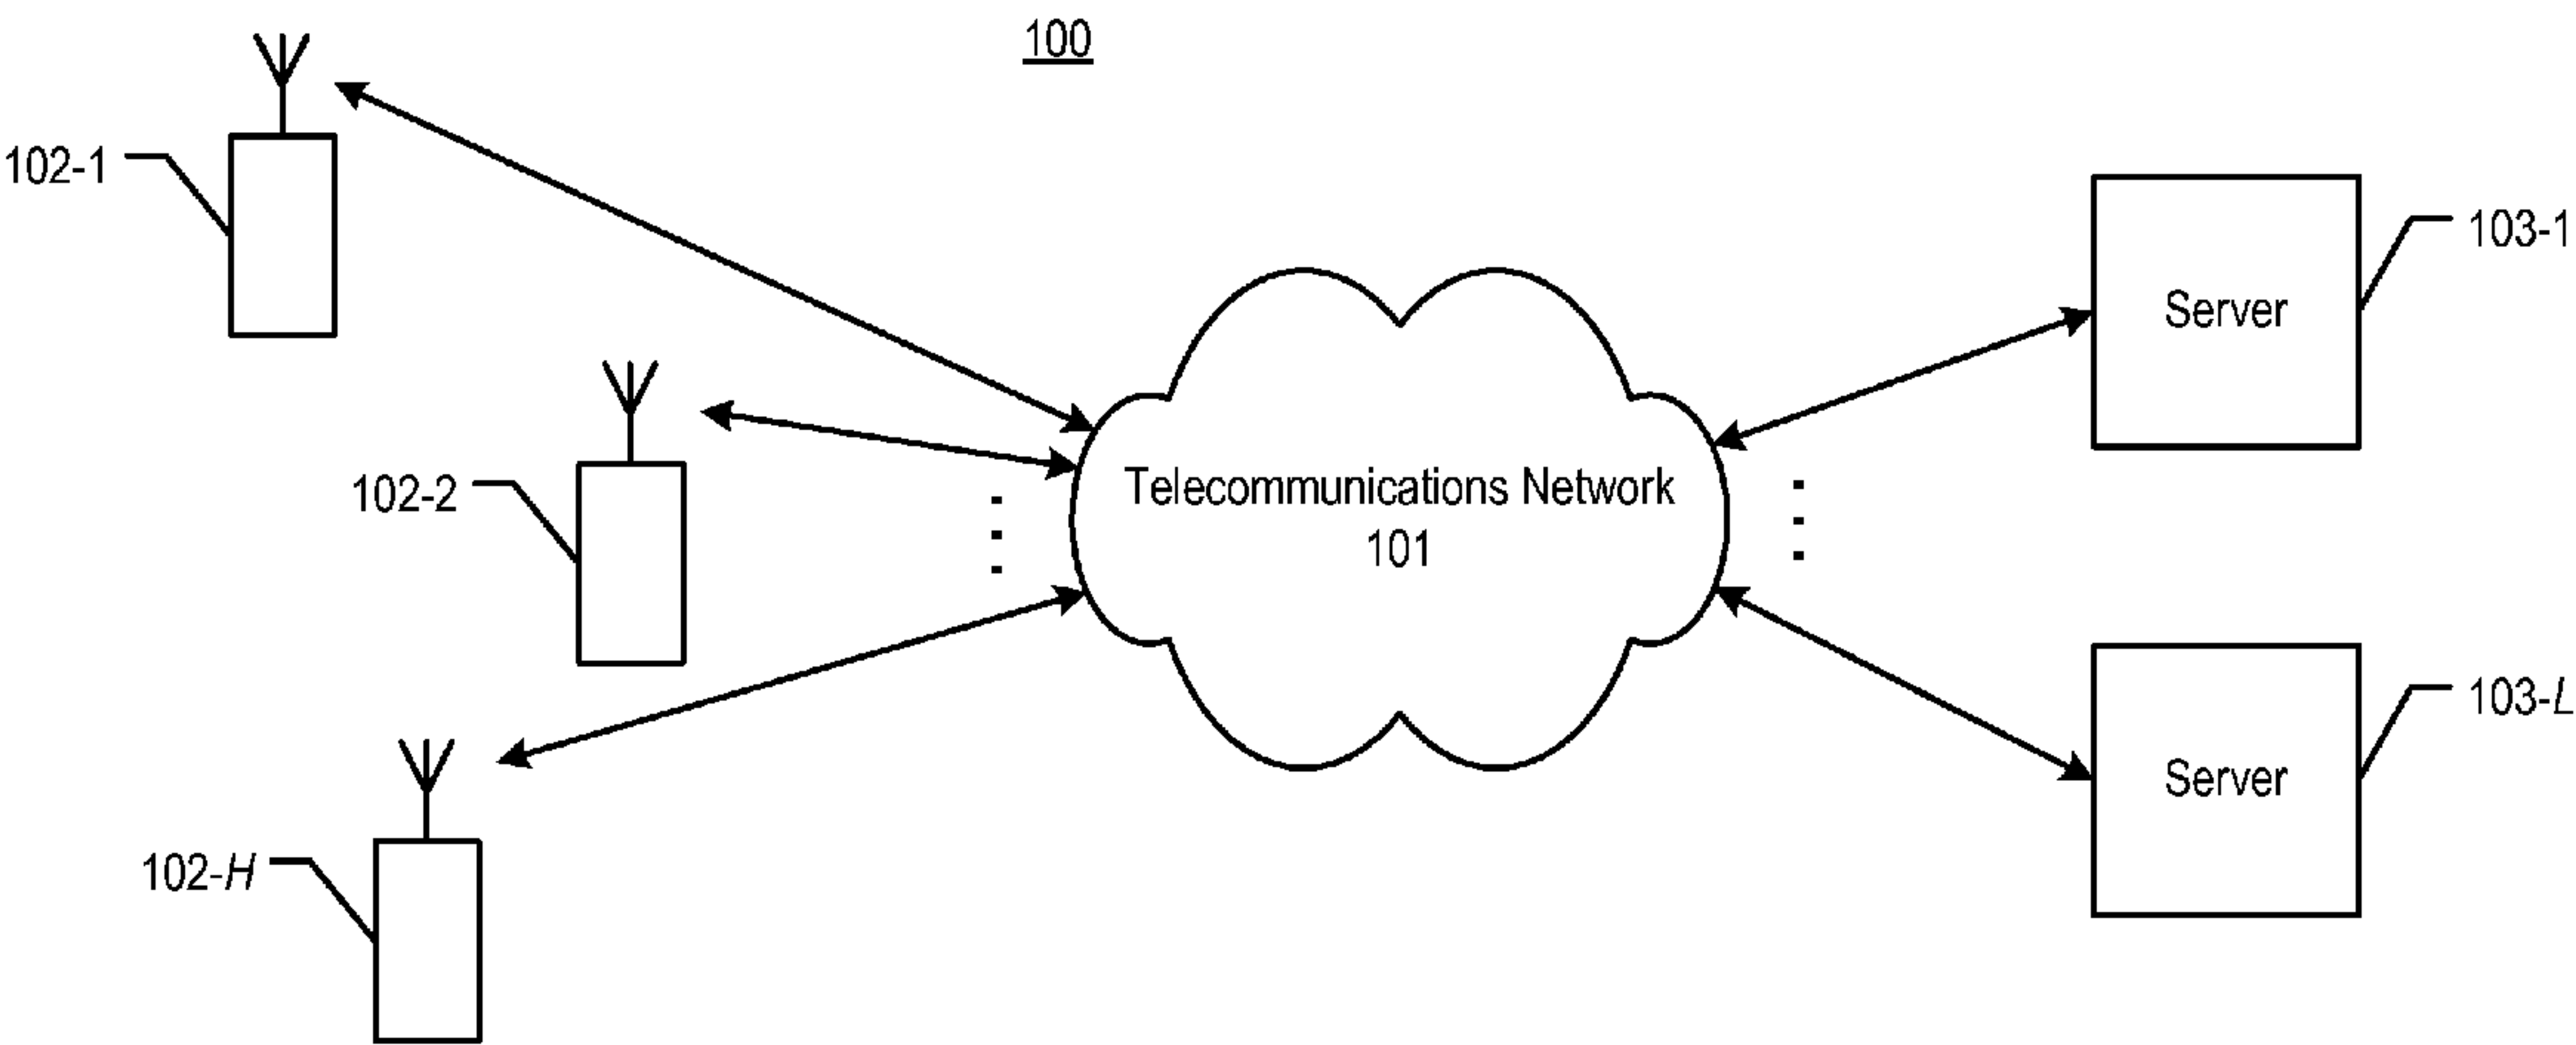 100
102-1
103-1
Server
102-2
Telecommunications Network
101
103-L
Server
102-H